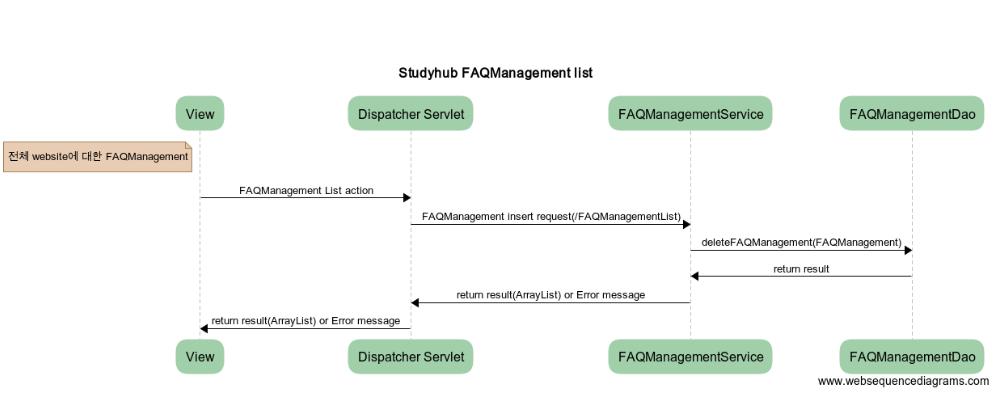 Studyhub FAQManagement list
View
Dispatcher Servlet
FAQManagementService
FAQManagementDao
전체 website에 대한 FAQManagement
FAQManagement List action
FAQManagement insert request(/FAQManagementList)
deleteFAQManagement(FAQManagement)
return result
return result(ArrayList) or Error message
return result(ArrayList) or Error message
View
Dispatcher Servlet
FAQManagementService
FAQManagementDao
www.websequencediagrams.com